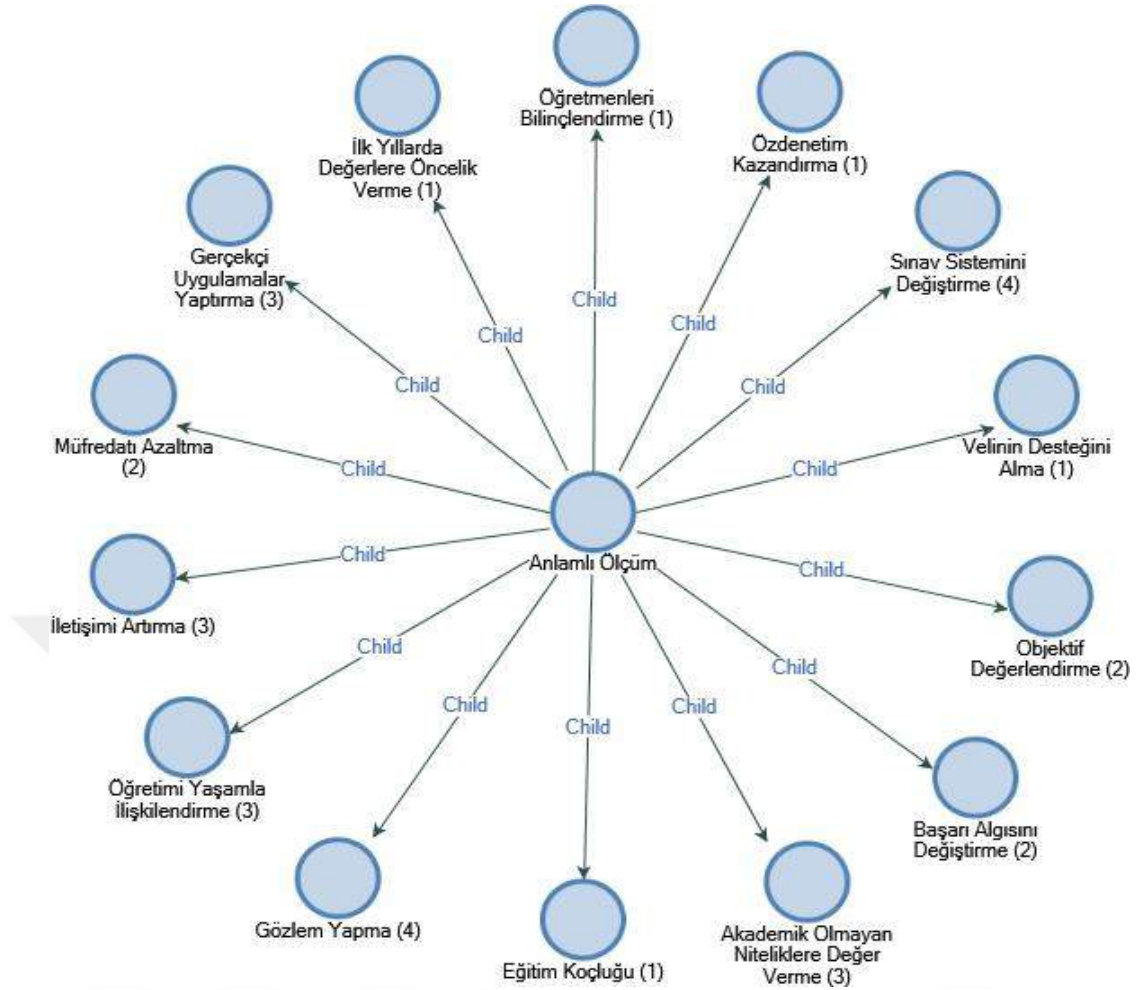 Öğretmenleri
Bilinçlendirme (1)
Özdenetim
Kazandırma (1)
İlk Yıllarda
Değerlere Öncelik
Verme (1)
Sınav Sistemini
Değiştirme (4)
Gerçekçi
Uygulamalar
Yaptırma (3)
Child
Child
Child
Child
Child
Velinin Desteğini
Alma (1)
Müfredatı Azaltma
(2)
Child
Child
Anlamlı Ölçüm
Child
Child
İletişimi Artırma (3)
Objektif
Değerlendirme (2)
Child
Child
Child
Child
Child
Öğretimi Yaşamla
İlişkilendirme (3)
Başarı Algısını
Değiştirme (2)
Gözlem Yapma (4)
Eğitim Koçluğu (1)
Akademik Olmayan
Niteliklere Değer
Verme (3)